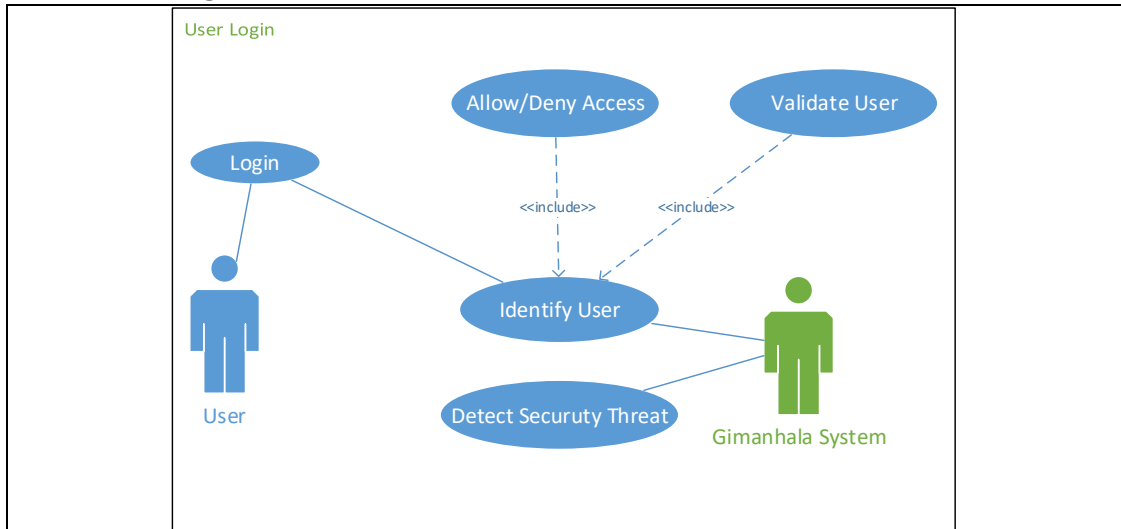 User Login
Allow/Deny Access
Validate User
Login
<<include>>
<<include>>
Identify User
Detect Securuty Threat
User
Gimanhala System